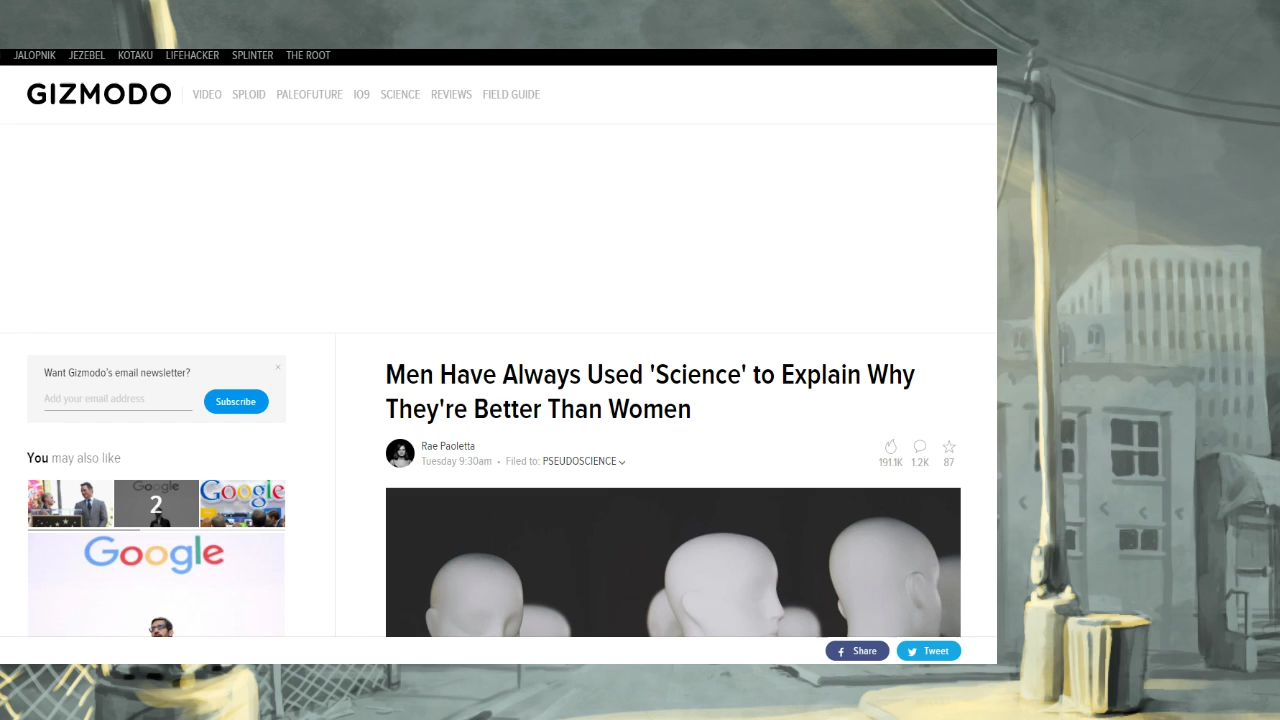 JALOPNIK JEZEBEL KOTAKU LIFEHACKER SPLINTER THE ROOT
GIZMODO VIDEO SPLOID PALEOFUTURE IO9 SCIENCE REVIEWS FIELD GUIDE
Want Gizmodo's email newsletter?
Add your email address
Subscribe
You may also like
Google
2
Google
Google
Men Have Always Used 'Science' to Explain Why
They're Better Than Women
Rae Paoletta
Tuesday 9:30am • Filed to: PSEUDOSCIENCE
191.1K 1.2K 87
Share Tweet